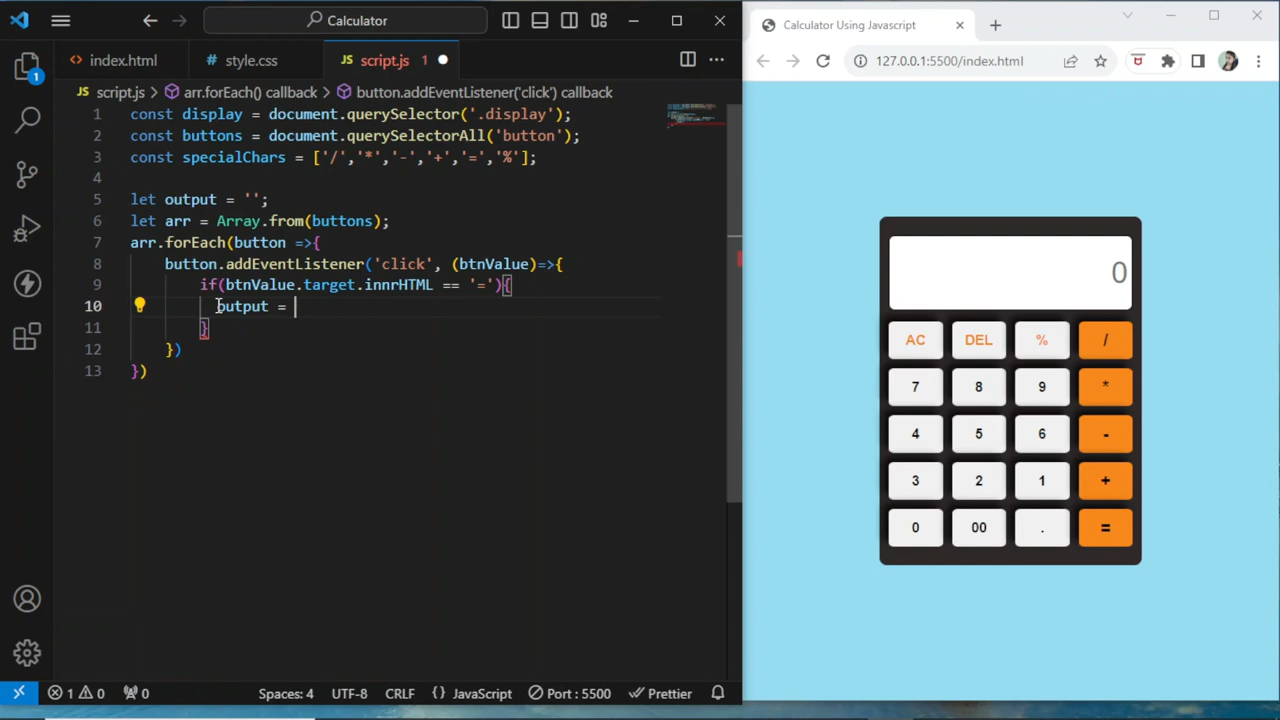 Calculator
index.html
style.css
script.js 1
script.js > arr.forEach() callback > button.addEventListener('click') callback
1 const display = document.querySelector('.display');
2 const buttons = document.querySelectorAll('button');
3 const specialChars = ['/','*','-','+','=','%'];
4
5 let output = '';
6 let arr = Array.from(buttons);
7 arr.forEach(button =>{
8 button.addEventListener('click', (btnValue)=>{
9 if(btnValue.target.innrHTML == '='){
10 output =
11 }
12 })
13 })
1
1 0 0 Spaces: 4 UTF-8 CRLF {} JavaScript Port : 5500 Prettier
Calculator Using Javascript
127.0.0.1:5500/index.html
0
AC DEL % /
7 8 9 *
4 5 6 -
3 2 1 +
0 00 . =